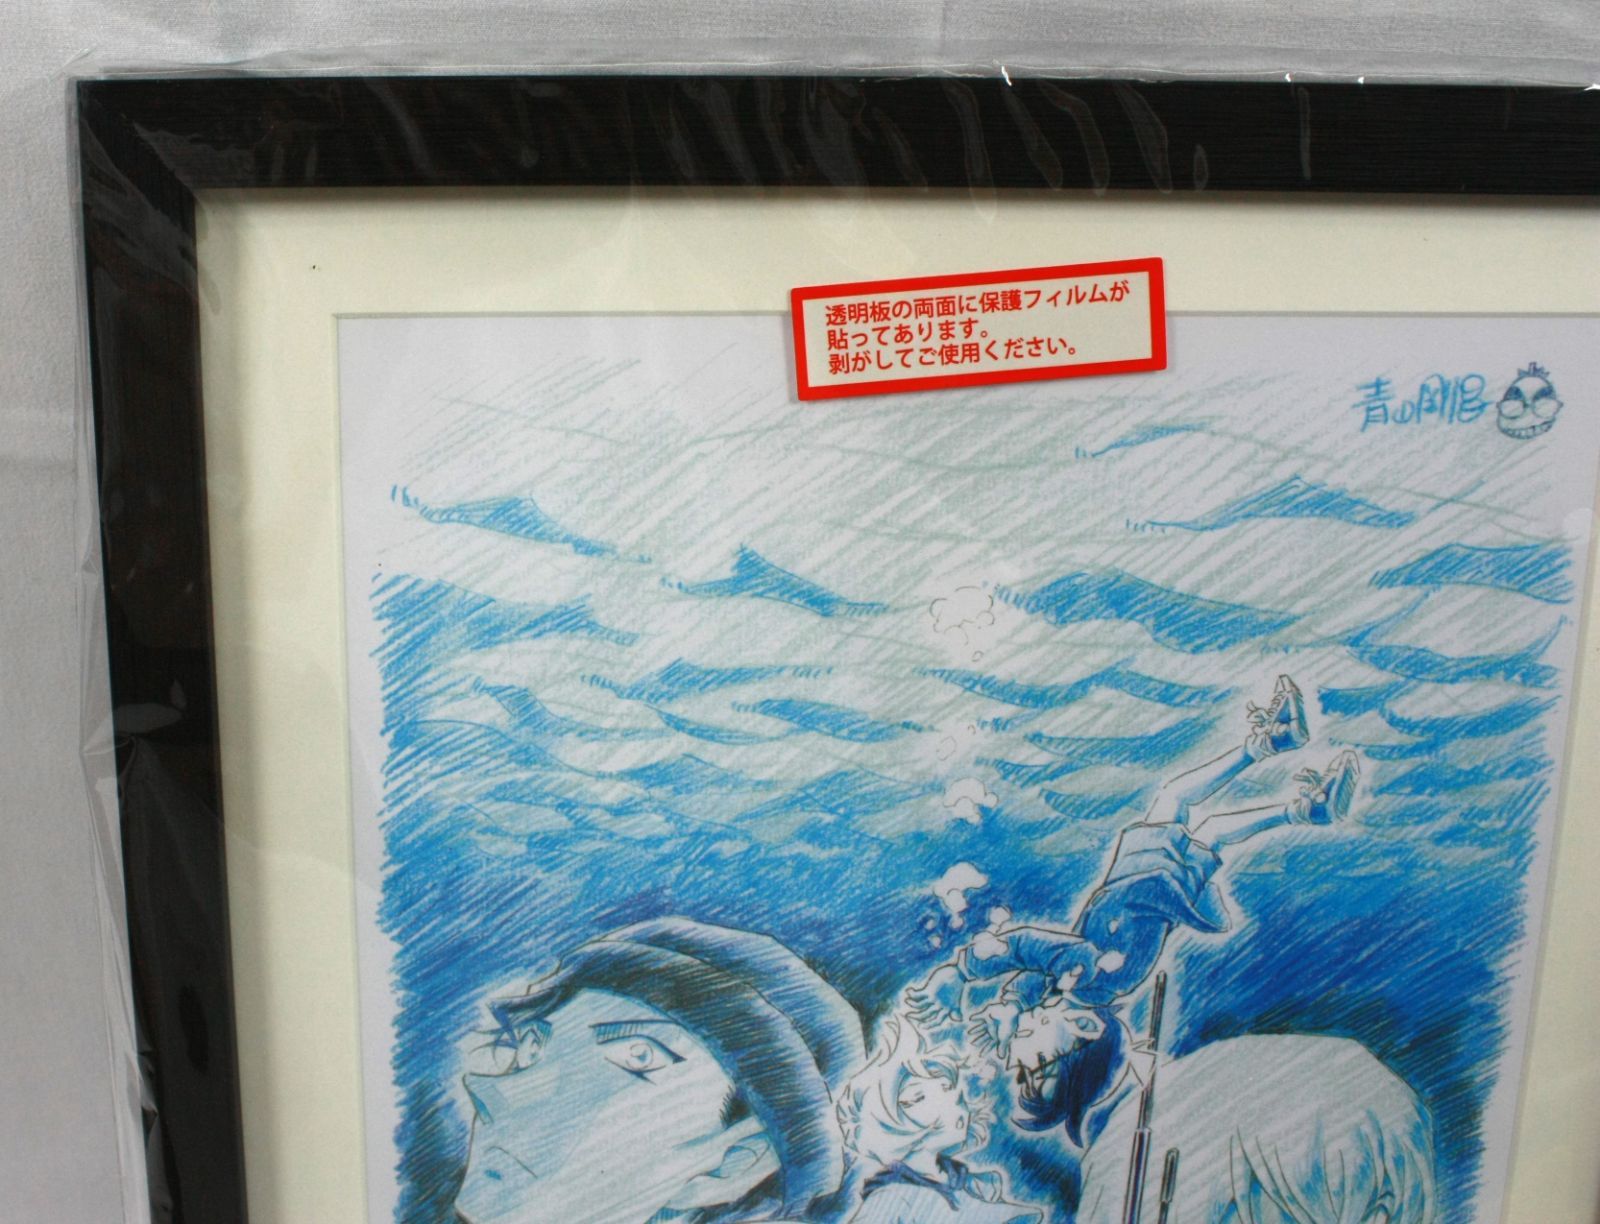 透明板の両面に保護フィルムが
貼ってあります。
剥がしてご使用ください。
青山剛昌